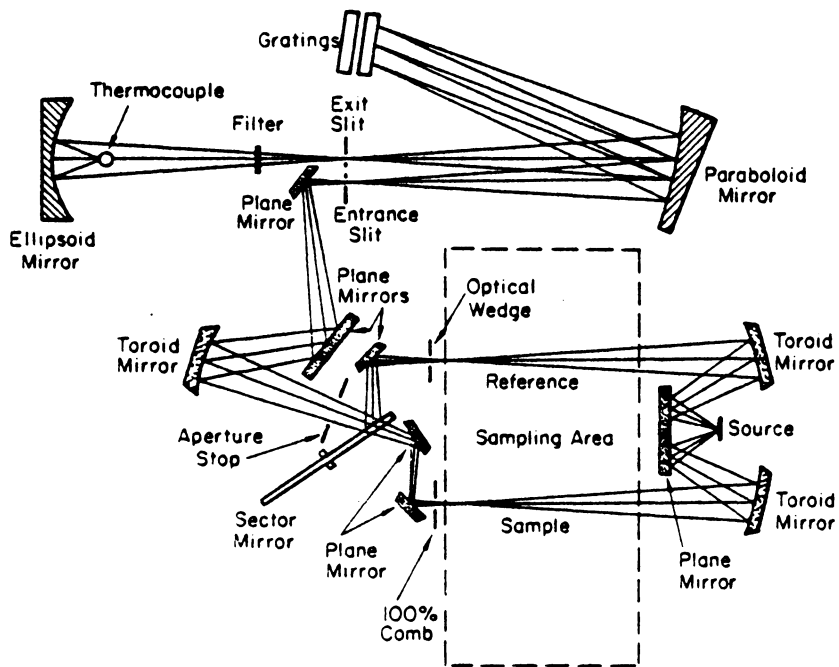 Gratings
Thermocouple
Filter
Exit
Slit
Paraboloid
Mirror
Plane
Mirror
Entrance
Slit
Ellipsoid
Mirror
Plane
Mirrors
Optical
Wedge
Toroid
Mirror
Toroid
Mirror
Reference
Aperture
Stop
Sampling Area
Source
Sector
Mirror
Plane
Mirror
Sample
Toroid
Mirror
Plane
Mirror
100%
Comb